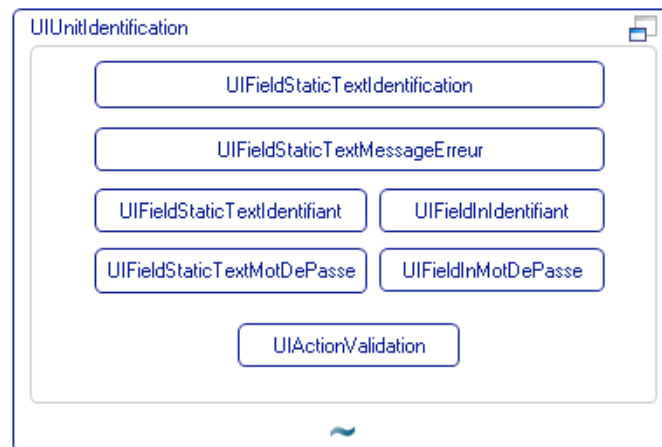 UIUnitIdentification
UIFieldStaticTextIdentification
UIFieldStaticTextMessageErreur
UIFieldStaticTextIdentifiant UIFieldInIdentifiant
UIFieldStaticTextMotDePasse UIFieldInMotDePasse
UIActionValidation